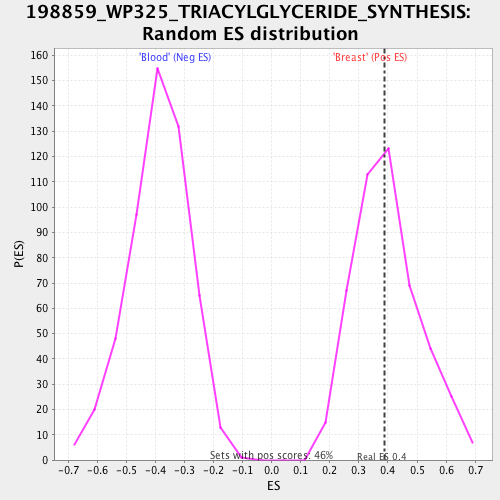 198859_WP325_TRIACYLGLYCERIDE_SYNTHESIS:
Random ES distribution
'Blood' (Neg ES)
'Breast' (Pos ES)
160
150
140
130
120
110
100
90
80
70
60
50
40
30
20
10
0
P(ES)
Sets with pos scores: 46%
Real ES 0.4
-0.7 -0.6 -0.5 -0.4 -0.3 -0.2 -0.1 0.0 0.1 0.2 0.3 0.4 0.5 0.6 0.7
ES